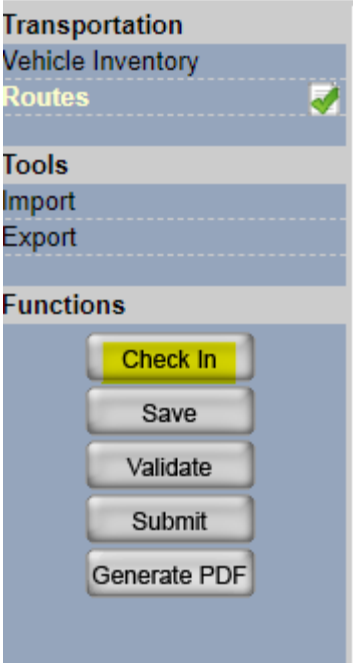 Transportation
Vehicle Inventory
Routes
Tools
Import
Export
Functions
Check In
Save
Validate
Submit
Generate PDF